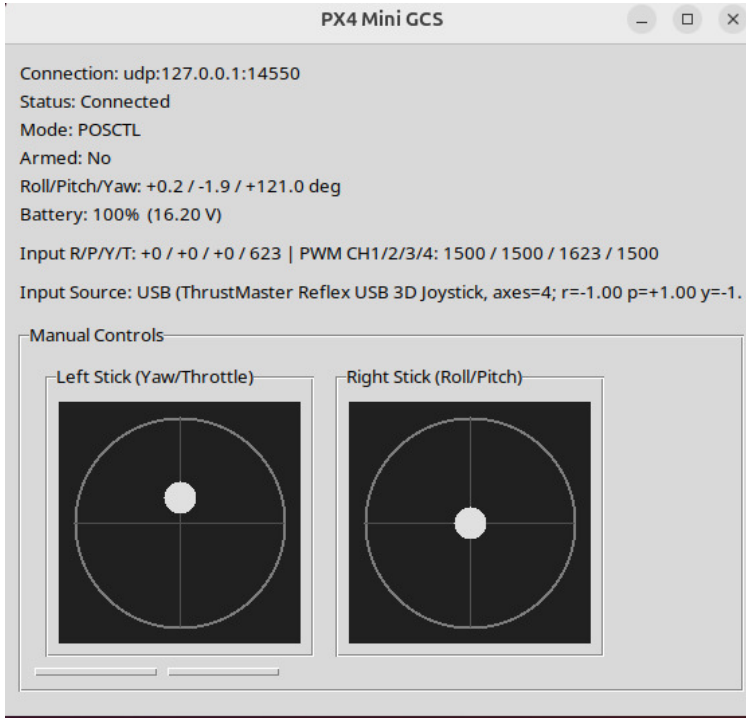 PX4 Mini GCS
Connection: udp:127.0.0.1:14550
Status: Connected
Mode: POSCTL
Armed: No
Roll/Pitch/Yaw: +0.2 / -1.9 / +121.0 deg
Battery: 100% (16.20 V)
Input R/P/Y/T: +0 / +0 / +0 / 623 | PWM CH1/2/3/4: 1500 / 1500 / 1623 / 1500
Input Source: USB (ThrustMaster Reflex USB 3D Joystick, axes=4; r=-1.00 p=+1.00 y=-1.
Manual Controls
Left Stick (Yaw/Throttle)
Right Stick (Roll/Pitch)